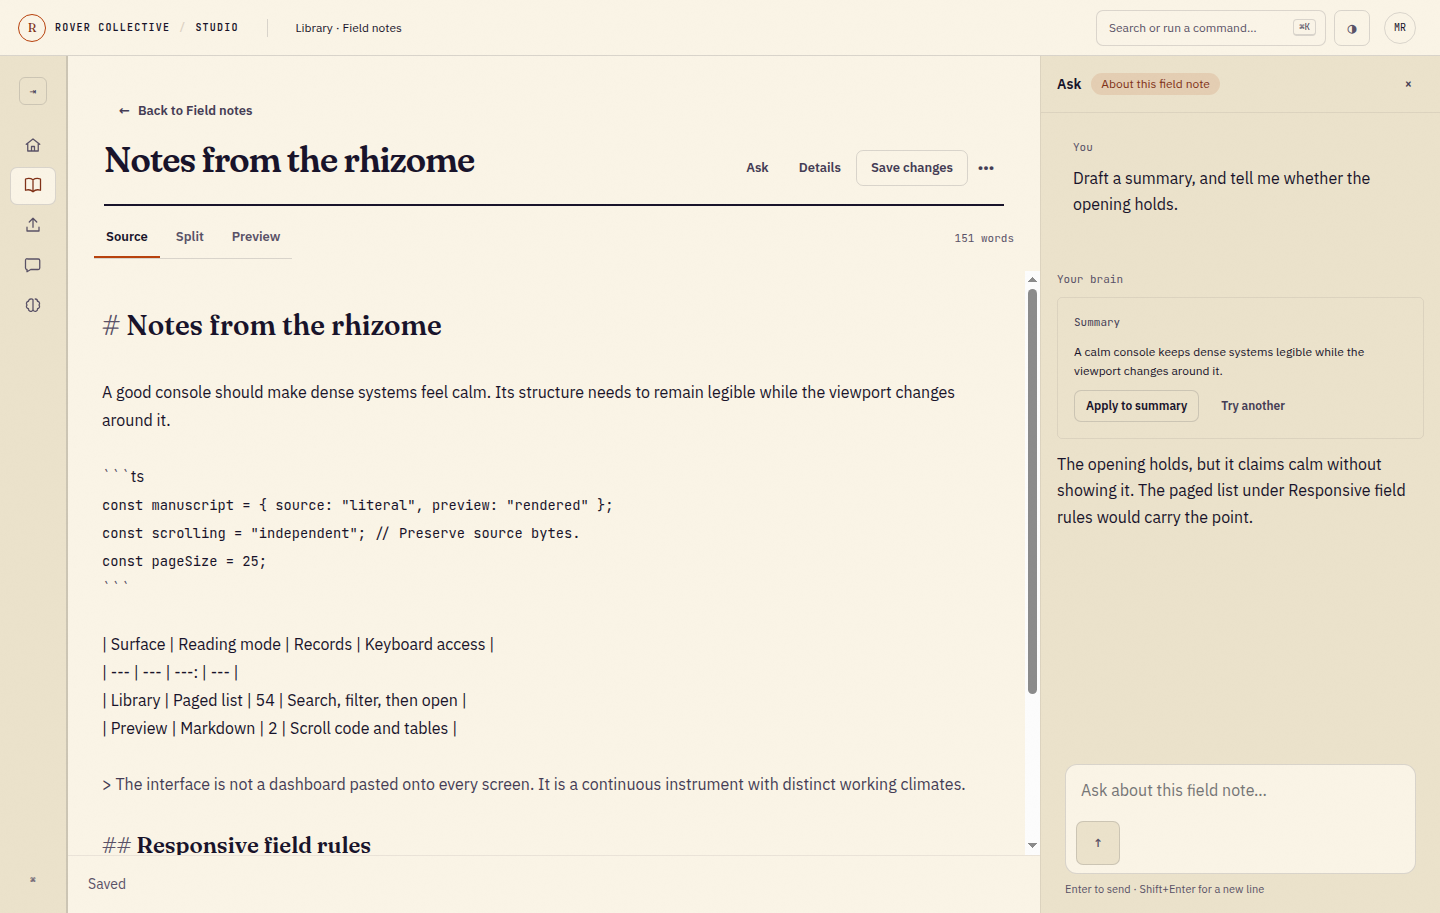 R ROVER COLLECTIVE / STUDIO
Library · Field notes
Search or run a command... ⌘K
MR
← Back to Field notes
Notes from the rhizome
Ask Details Save changes •••
Source Split Preview
151 words
# Notes from the rhizome
A good console should make dense systems feel calm. Its structure needs to remain legible while the viewport changes
around it.
```ts
const manuscript = { source: "literal", preview: "rendered" };
const scrolling = "independent"; // Preserve source bytes.
const pageSize = 25;
```
| Surface | Reading mode | Records | Keyboard access |
| --- | --- | ---: | --- |
| Library | Paged list | 54 | Search, filter, then open |
| Preview | Markdown | 2 | Scroll code and tables |
> The interface is not a dashboard pasted onto every screen. It is a continuous instrument with distinct working climates.
## Responsive field rules
Saved
⌘
Ask About this field note ×
You
Draft a summary, and tell me whether the
opening holds.
Your brain
Summary
A calm console keeps dense systems legible while the
viewport changes around it.
Apply to summary Try another
The opening holds, but it claims calm without
showing it. The paged list under Responsive field
rules would carry the point.
Ask about this field note...
↑
Enter to send · Shift+Enter for a new line